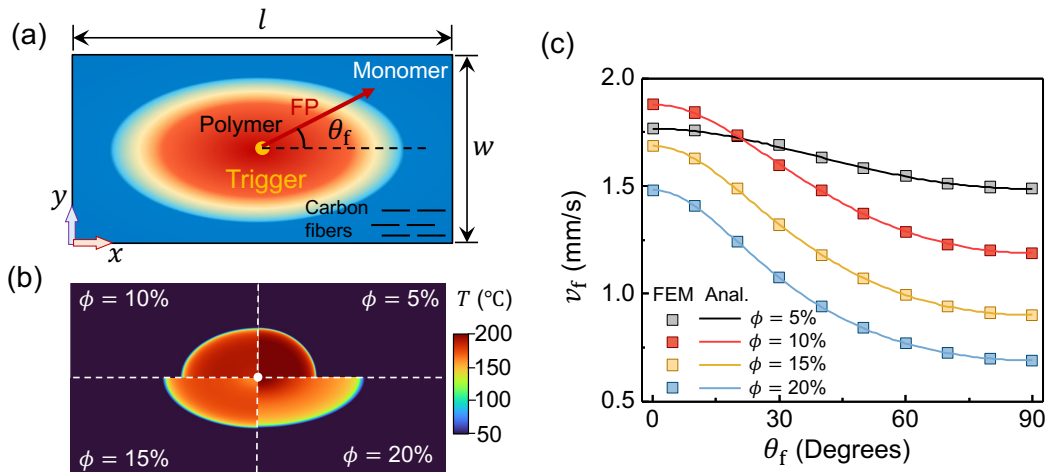 (a)
l
Monomer
FP
Polymer
θf
w
Trigger
Carbon
fibers
y
x
(b)
ϕ = 10%
ϕ = 5%
T (°C)
200
150
100
50
ϕ = 15%
ϕ = 20%
(c)
2.0
1.5
1.0
0.5
vf (mm/s)
FEM Anal.
ϕ = 5%
ϕ = 10%
ϕ = 15%
ϕ = 20%
0 30 60 90
θf (Degrees)